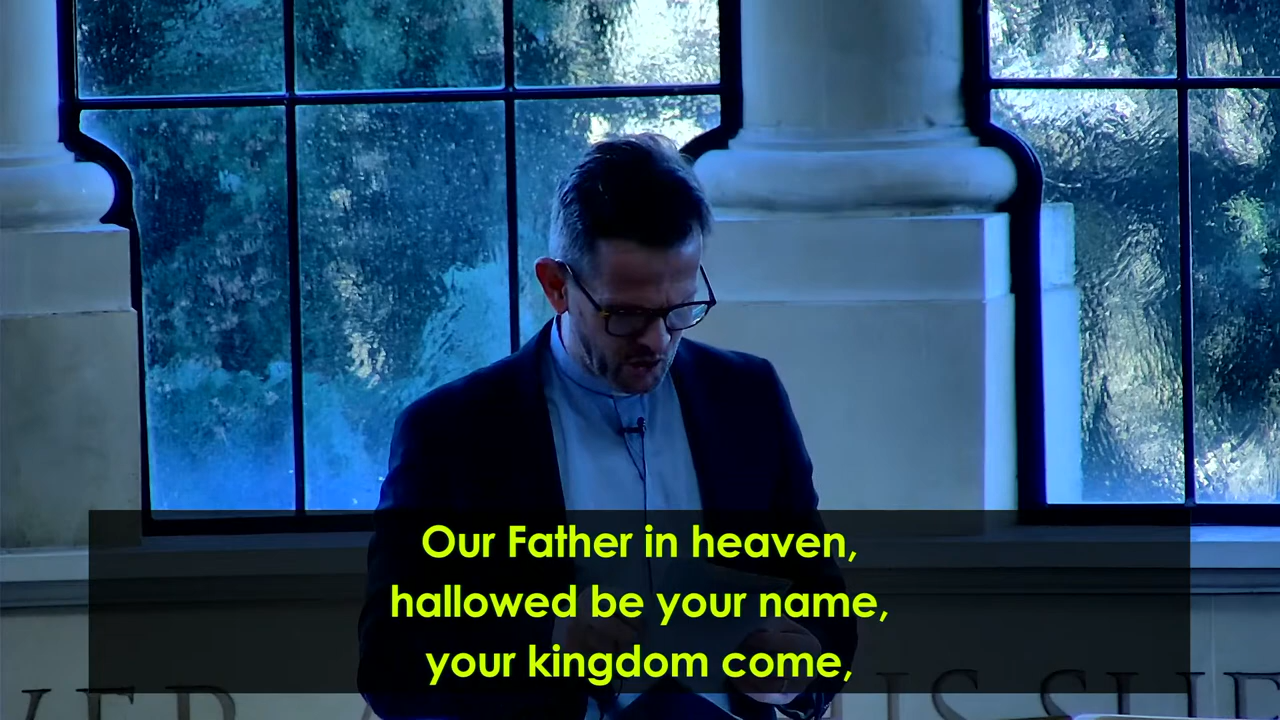 Our Father in heaven,
hallowed be your name,
your kingdom come,